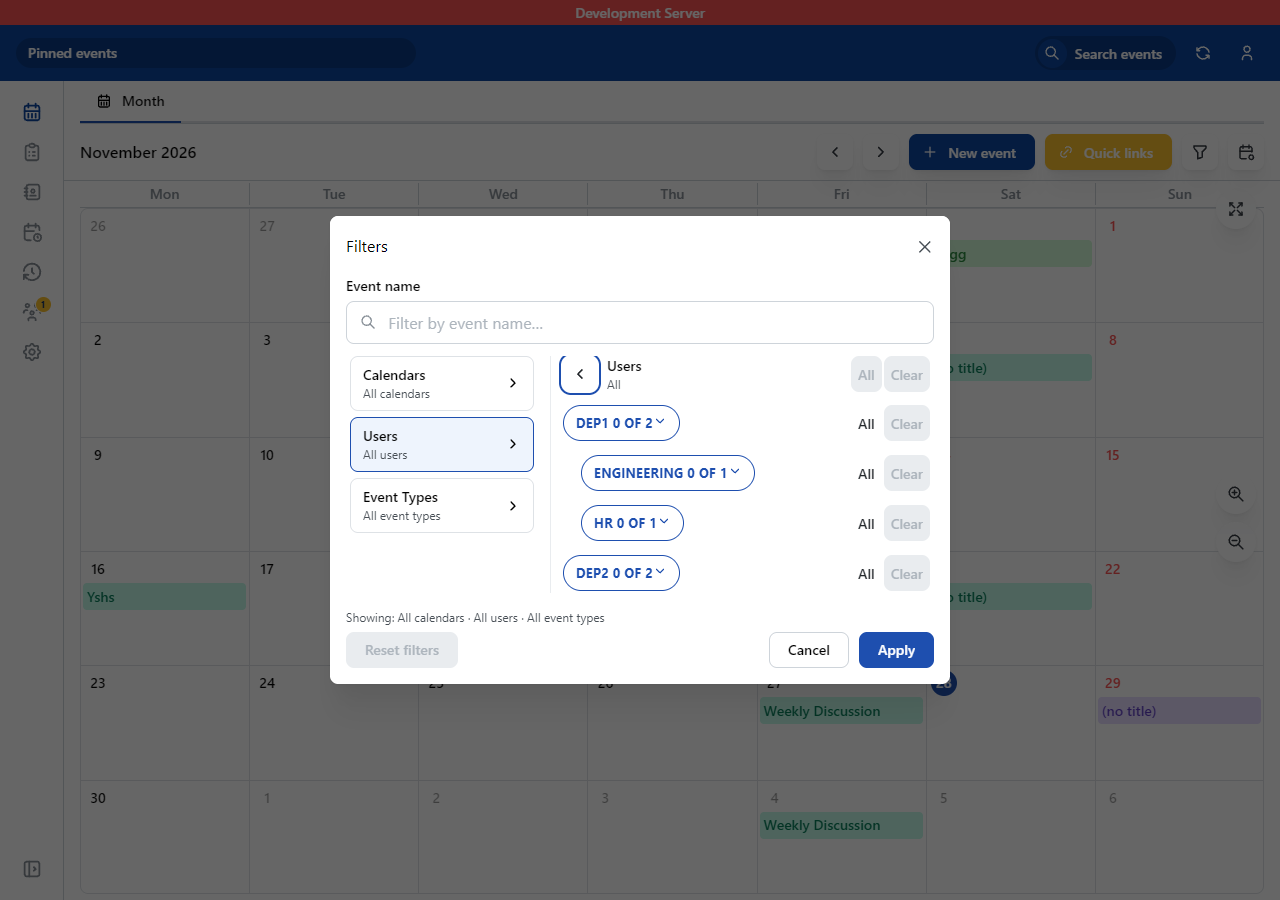 Development Server
Pinned events
Search events
Month
November 2026
New event
Quick links
Mon Tue Wed Thu Fri Sat Sun
26 27 1
2 3 8
9 10 15
16 17 22
Yshs
23 24 27 28 29
Weekly Discussion (no title)
30 1 2 3 4 5 6
Weekly Discussion
1
Filters
Event name
Filter by event name...
Calendars
All calendars
Users
All users
Event Types
All event types
Users
All
All Clear
DEP1 0 OF 2 All Clear
ENGINEERING 0 OF 1 All Clear
HR 0 OF 1 All Clear
DEP2 0 OF 2 All Clear
Showing: All calendars · All users · All event types
Reset filters Cancel Apply